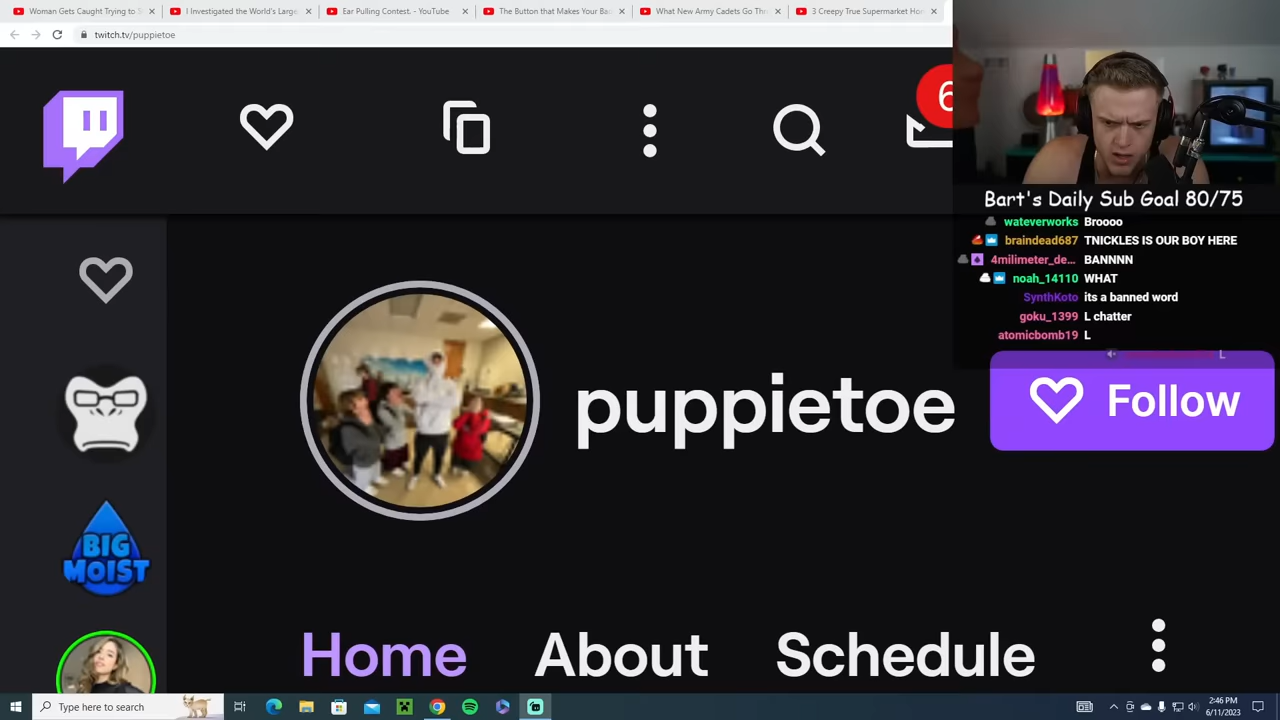 Woman Gets Caught Trying to S
I Investigated the World's Large
Ear Pulling Contest. - YouTube
The Button that Makes Your Ba
What New Army Cadets Go Thr
3 Creepy True Supermarket Ho
twitch.tv/puppietoe
6
Bart's Daily Sub Goal 80/75
wateverworks Broooo
braindead687 TNICKLES IS OUR BOY HERE
4milimeter_de... BANNNN
noah_14110 WHAT
SynthKoto its a banned word
goku_1399 L chatter
atomicbomb19 L
L
puppietoe
Follow
BIG
MOIST
Home About Schedule
Type here to search
2:46 PM
6/11/2023